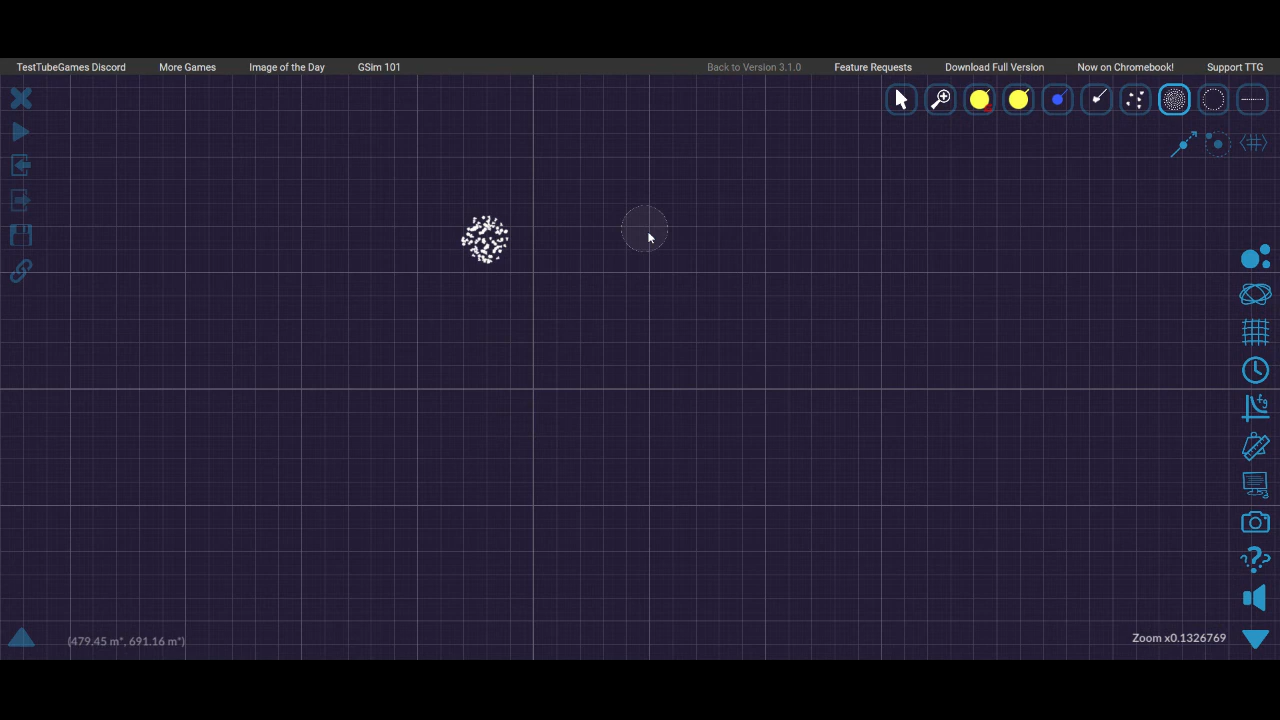 TestTubeGames Discord More Games Image of the Day GSim 101 Back to Version 3.1.0 Feature Requests Download Full Version Now on Chromebook! Support TTG
(479.45 m*, 691.16 m*)
Zoom x0.1326769